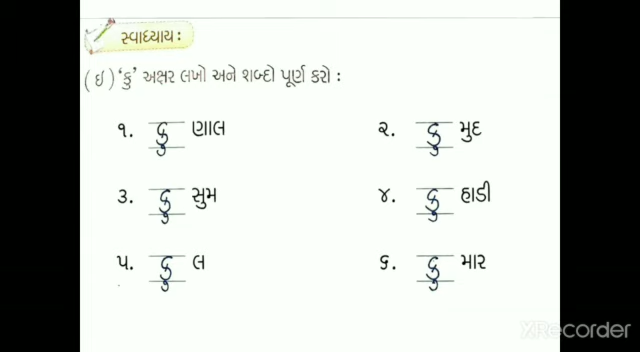 સ્વાધ્યાય:
(ઇ) 'કુ' અક્ષર લખો અને શબ્દો પૂર્ણ કરો :
૧. કુ ણાલ ૨. કુ મુદ
૩. કુ સુમ ૪. કુ હાડી
૫. કુ લ ૬. કુ માર
XRecorder